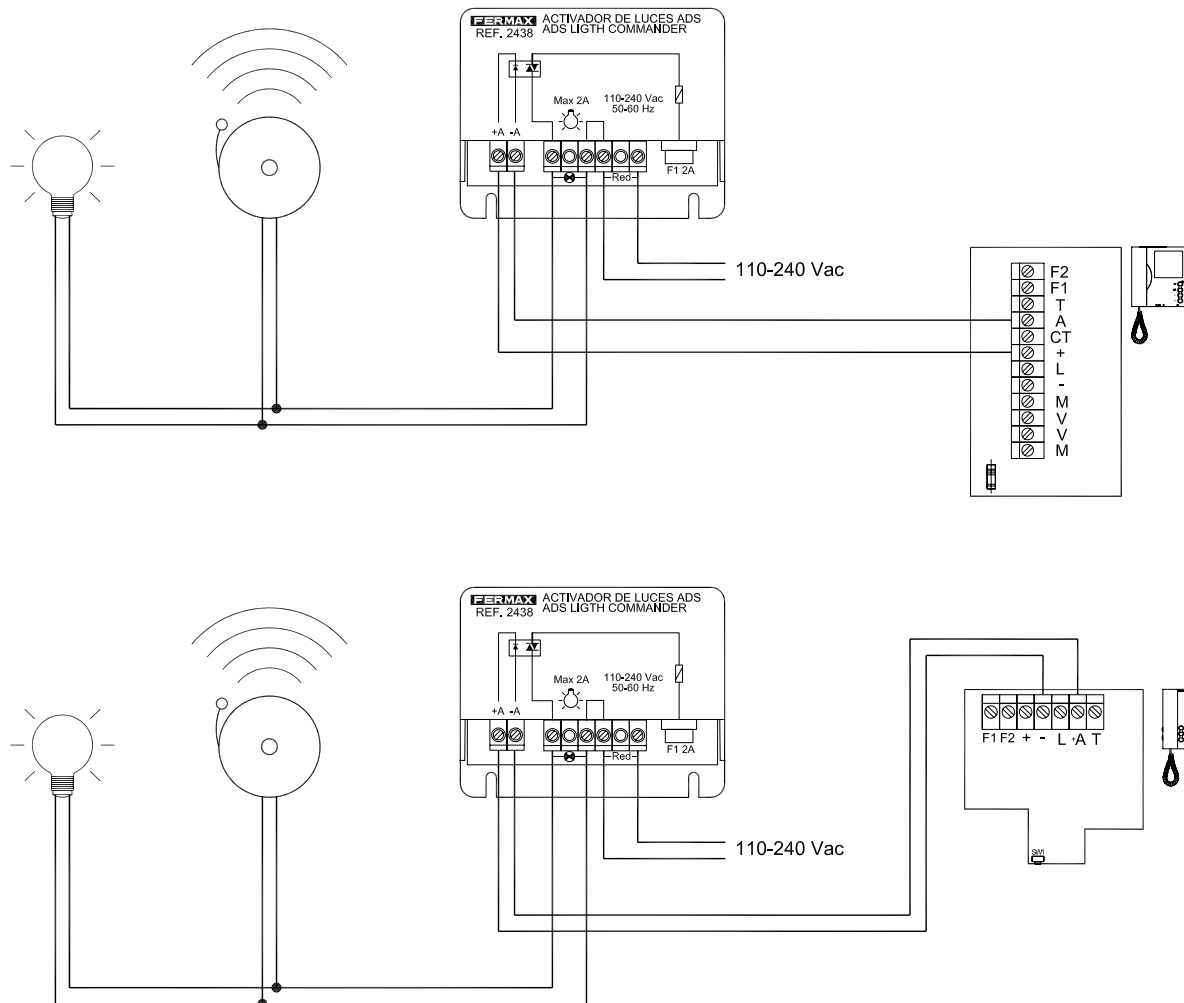 FERMAX ACTIVADOR DE LUCES ADS
REF. 2438 ADS LIGTH COMMANDER
Max 2A
110-240 Vac
50-60 Hz
+A -A
F1 2A
Red
110-240 Vac
F2
F1
T
A
CT
+
L
-
M
V
V
M
FERMAX ACTIVADOR DE LUCES ADS
REF. 2438 ADS LIGTH COMMANDER
Max 2A
110-240 Vac
50-60 Hz
+A -A
F1 2A
Red
F1 F2 + - L +A T
110-240 Vac
SW1